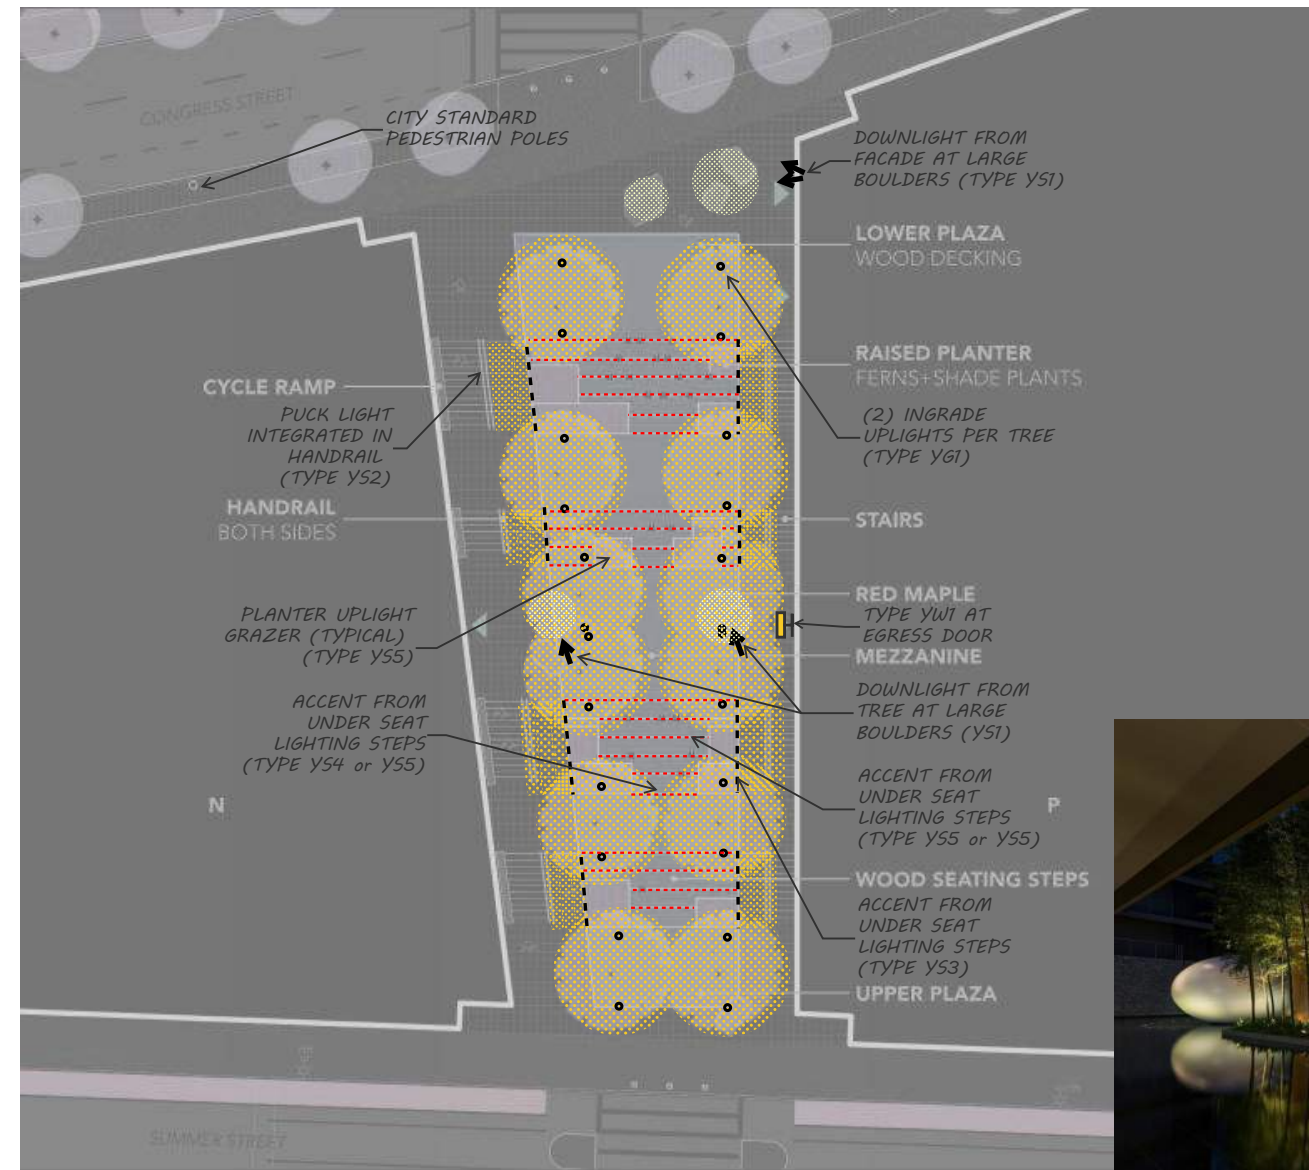 CONGRESS STREET
CITY STANDARD
PEDESTRIAN POLES
DOWNLIGHT FROM
FACADE AT LARGE
BOULDERS (TYPE YS1)
LOWER PLAZA
WOOD DECKING
RAISED PLANTER
FERNS+SHADE PLANTS
CYCLE RAMP
PUCK LIGHT
INTEGRATED IN
HANDRAIL
(TYPE YS2)
(2) INGRADE
UPLIGHTS PER TREE
(TYPE YG1)
HANDRAIL
BOTH SIDES
STAIRS
RED MAPLE
TYPE YW1 AT
EGRESS DOOR
MEZZANINE
PLANTER UPLIGHT
GRAZER (TYPICAL)
(TYPE YS5)
DOWNLIGHT FROM
TREE AT LARGE
BOULDERS (YS1)
ACCENT FROM
UNDER SEAT
LIGHTING STEPS
(TYPE YS4 or YS5)
ACCENT FROM
UNDER SEAT
LIGHTING STEPS
(TYPE YS5 or YS5)
N
P
WOOD SEATING STEPS
ACCENT FROM
UNDER SEAT
LIGHTING STEPS
(TYPE YS3)
UPPER PLAZA
SUMMER STREET